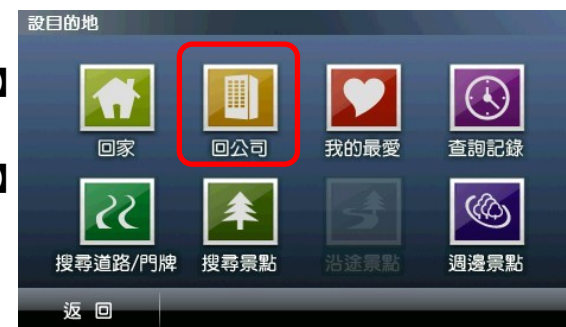 設目的地
回家 回公司 我的最愛 查詢記錄
搜尋道路/門牌 搜尋景點 沿途景點 週邊景點
返 回